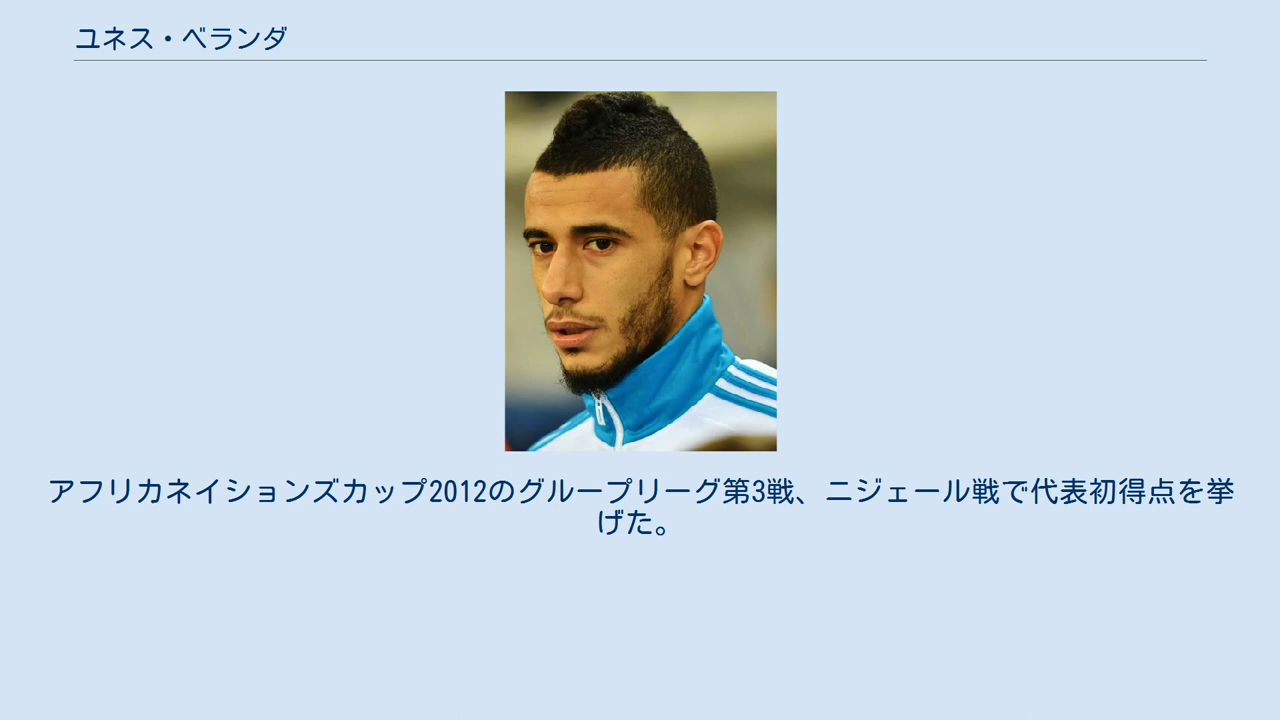 ユネス・ベランダ
アフリカネイションズカップ2012のグループリーグ第3戦、ニジェール戦で代表初得点を挙
げた。